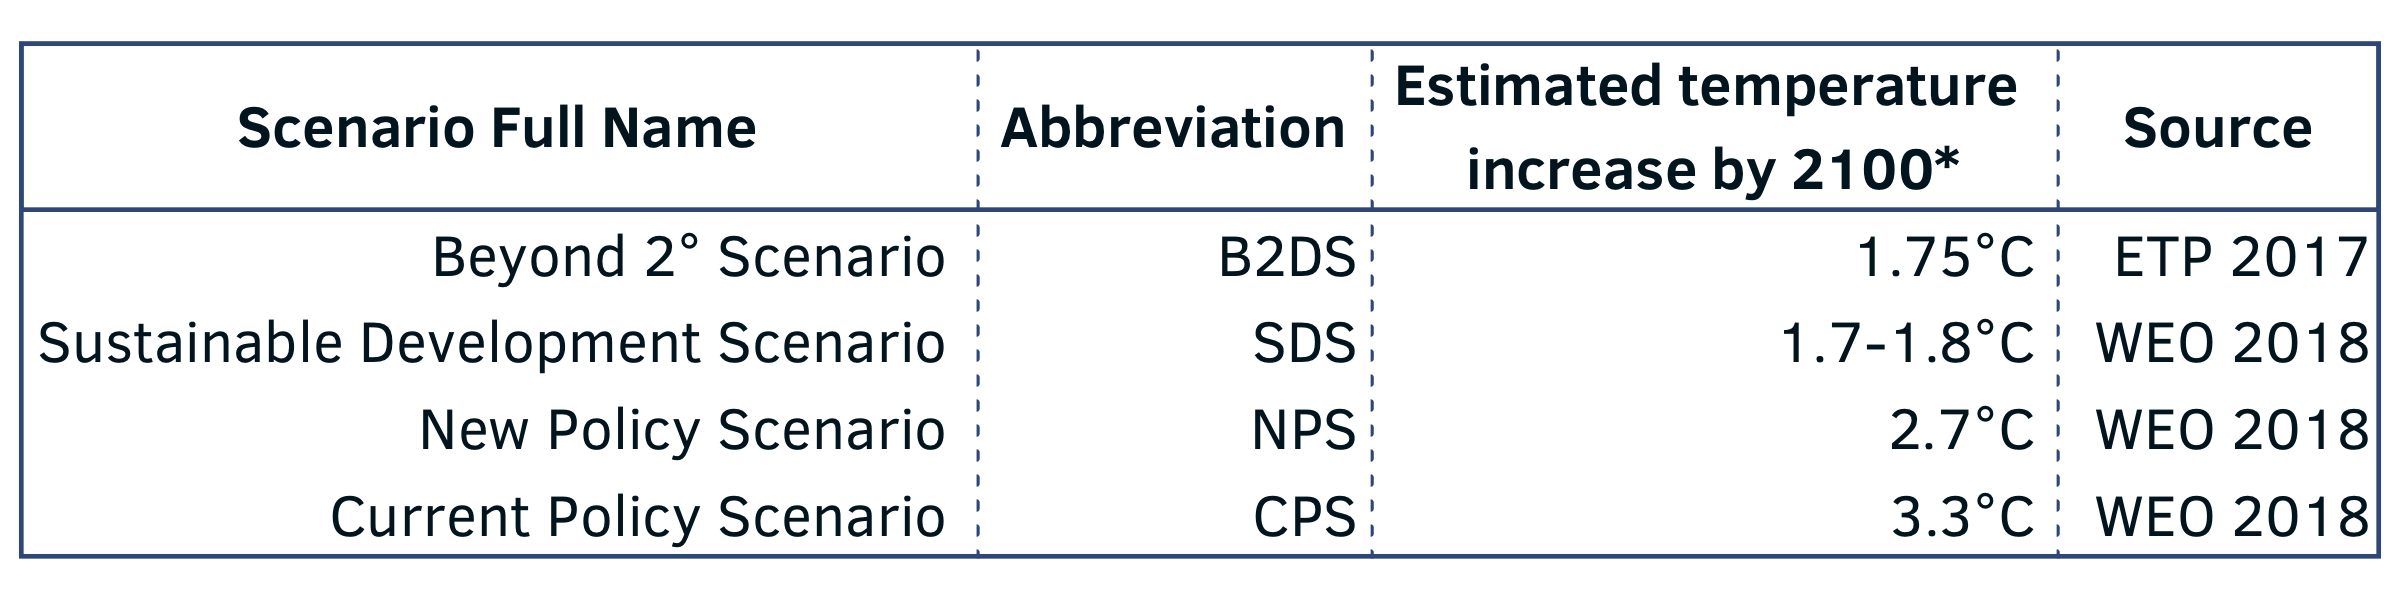 Scenario Full Name Abbreviation Estimated temperature increase by 2100* Source
Beyond 2° Scenario B2DS 1.75°C ETP 2017
Sustainable Development Scenario SDS 1.7-1.8°C WEO 2018
New Policy Scenario NPS 2.7°C WEO 2018
Current Policy Scenario CPS 3.3°C WEO 2018